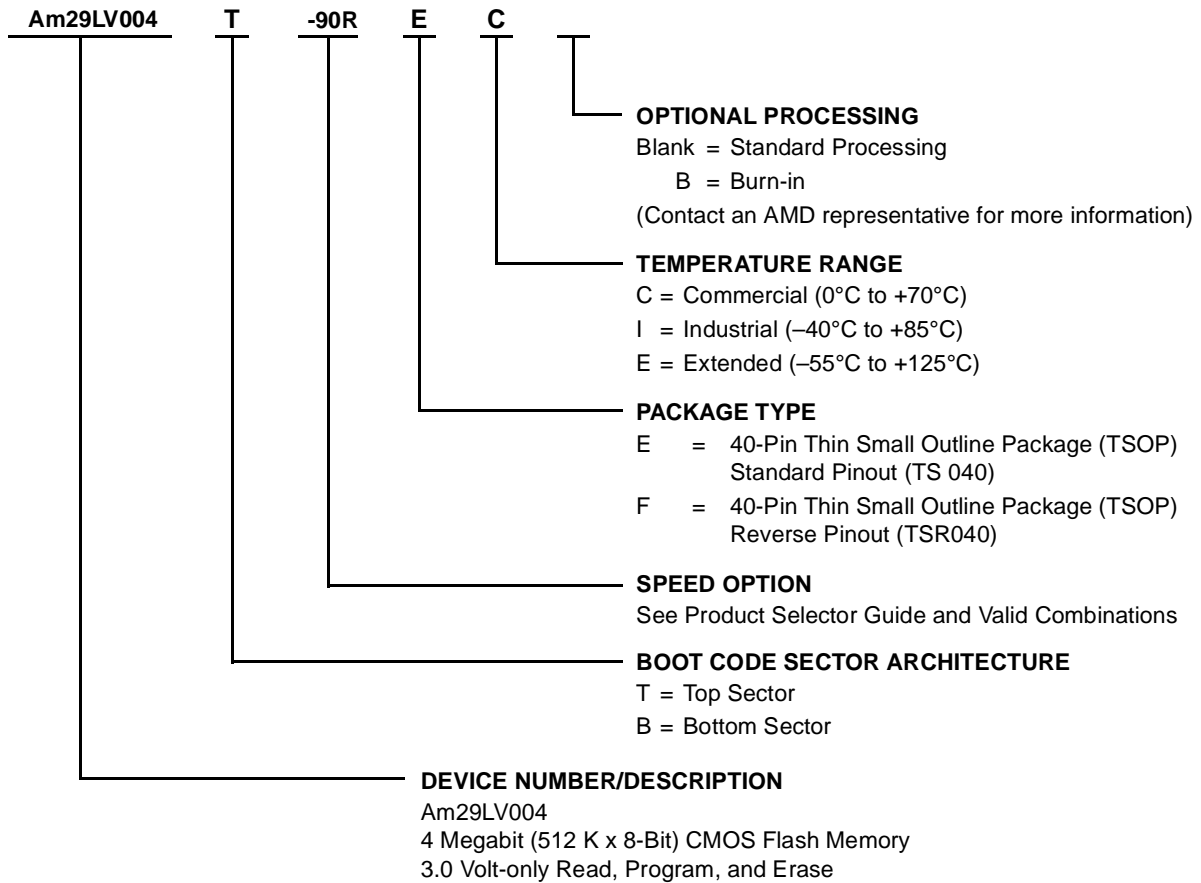 Am29LV004 T -90R E C
OPTIONAL PROCESSING
Blank = Standard Processing
B = Burn-in
(Contact an AMD representative for more information)
TEMPERATURE RANGE
C = Commercial (0°C to +70°C)
I = Industrial (–40°C to +85°C)
E = Extended (–55°C to +125°C)
PACKAGE TYPE
E = 40-Pin Thin Small Outline Package (TSOP)
Standard Pinout (TS 040)
F = 40-Pin Thin Small Outline Package (TSOP)
Reverse Pinout (TSR040)
SPEED OPTION
See Product Selector Guide and Valid Combinations
BOOT CODE SECTOR ARCHITECTURE
T = Top Sector
B = Bottom Sector
DEVICE NUMBER/DESCRIPTION
Am29LV004
4 Megabit (512 K x 8-Bit) CMOS Flash Memory
3.0 Volt-only Read, Program, and Erase